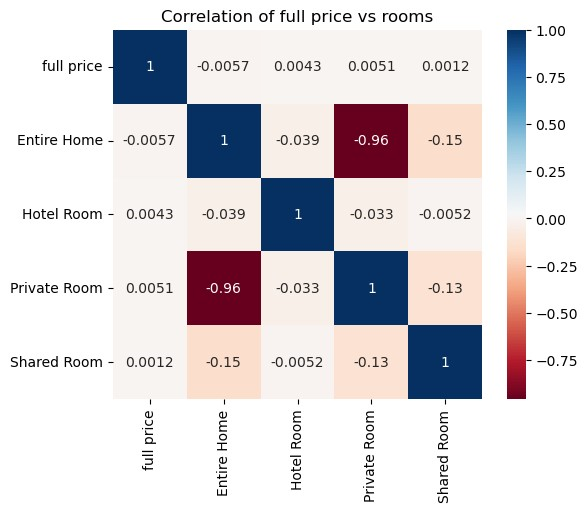 Correlation of full price vs rooms
full price 1 -0.0057 0.0043 0.0051 0.0012
Entire Home -0.0057 1 -0.039 -0.96 -0.15
Hotel Room 0.0043 -0.039 1 -0.033 -0.0052
Private Room 0.0051 -0.96 -0.033 1 -0.13
Shared Room 0.0012 -0.15 -0.0052 -0.13 1
full price
Entire Home
Hotel Room
Private Room
Shared Room
1.00
0.75
0.50
0.25
0.00
−0.25
−0.50
−0.75